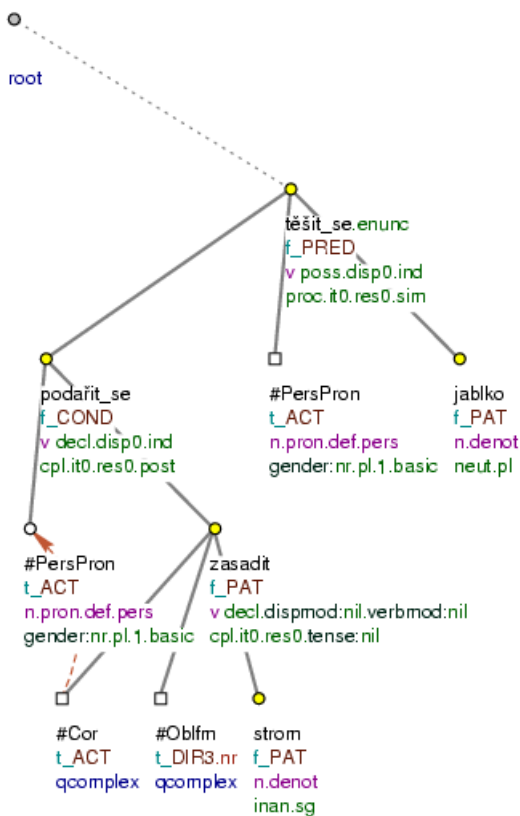 root
těšit_se.enunc
f_PRED
v poss.disp0.ind
proc.it0.res0.sim
podařit_se
f_COND
v decl.disp0.ind
cpl.it0.res0.post
#PersPron
t_ACT
n.pron.def.pers
gender:nr.pl.1.basic
jablko
f_PAT
n.denot
neut.pl
#PersPron
t_ACT
n.pron.def.pers
gender:nr.pl.1.basic
zasadit
f_PAT
v decl.dispmod:nil.verbmod:nil
cpl.it0.res0.tense:nil
#Cor
t_ACT
qcomplex
#Oblfm
t_DIR3.nr
qcomplex
strom
f_PAT
n.denot
inan.sg